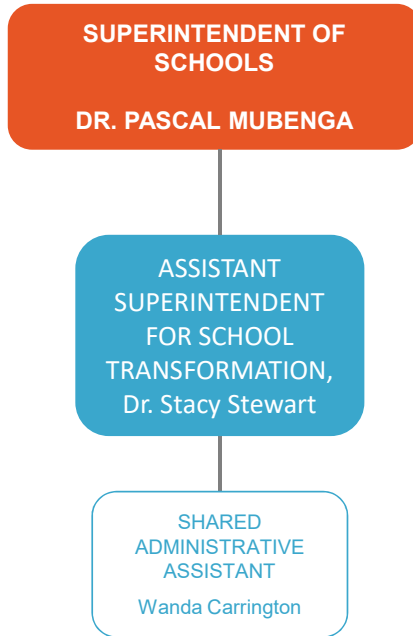 SUPERINTENDENT OF
SCHOOLS
DR. PASCAL MUBENGA
ASSISTANT
SUPERINTENDENT
FOR SCHOOL
TRANSFORMATION,
Dr. Stacy Stewart
SHARED
ADMINISTRATIVE
ASSISTANT
Wanda Carrington